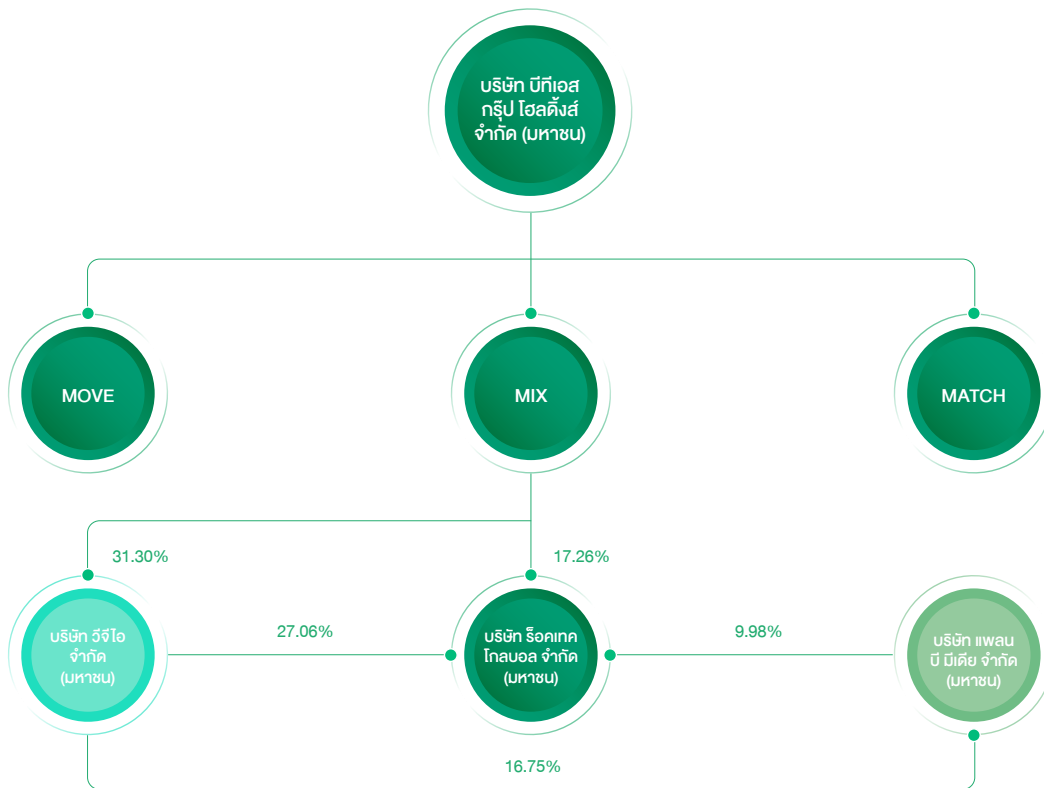 บริษัท บีทีเอส
กรุ๊ป โฮลดิ้งส์
จำกัด (มหาชน)
MOVE
MIX
MATCH
31.30%
17.26%
บริษัท วีจีไอ
จำกัด
(มหาชน)
27.06%
บริษัท ร็อคเทค
โกลบอล จำกัด
(มหาชน)
9.98%
บริษัท แพลน
บี มีเดีย จำกัด
(มหาชน)
16.75%